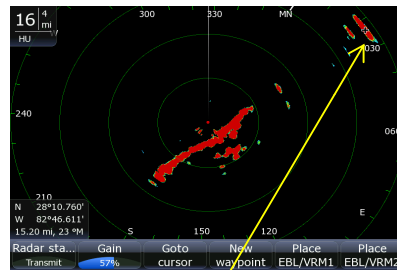 16 4 mi
HU
300
330
MN
030
240
060
210
E
S
150
120
N 28°10.760'
W 82°46.611'
15.20 mi, 23 °M
Radar sta... Gain Goto New Place Place
Transmit 57% cursor waypoint EBL/VRM1 EBL/VRM2